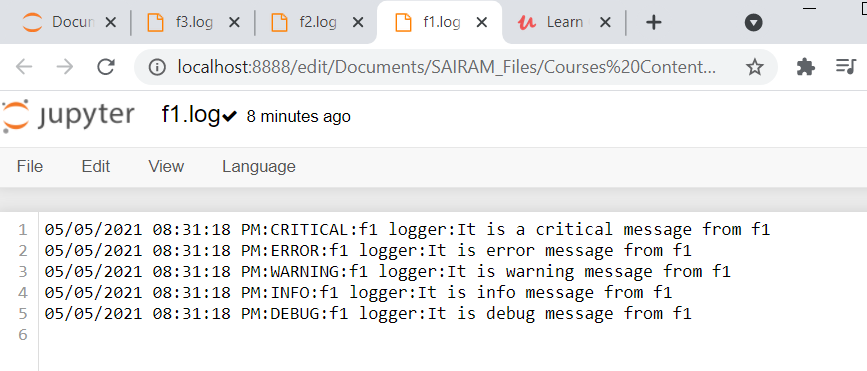 Docun
f3.log
f2.log
f1.log
Learn
localhost:8888/edit/Documents/SAIRAM_Files/Courses%20Content...
jupyter f1.log 8 minutes ago
File Edit View Language
1 05/05/2021 08:31:18 PM:CRITICAL:f1 logger:It is a critical message from f1
2 05/05/2021 08:31:18 PM:ERROR:f1 logger:It is error message from f1
3 05/05/2021 08:31:18 PM:WARNING:f1 logger:It is warning message from f1
4 05/05/2021 08:31:18 PM:INFO:f1 logger:It is info message from f1
5 05/05/2021 08:31:18 PM:DEBUG:f1 logger:It is debug message from f1
6